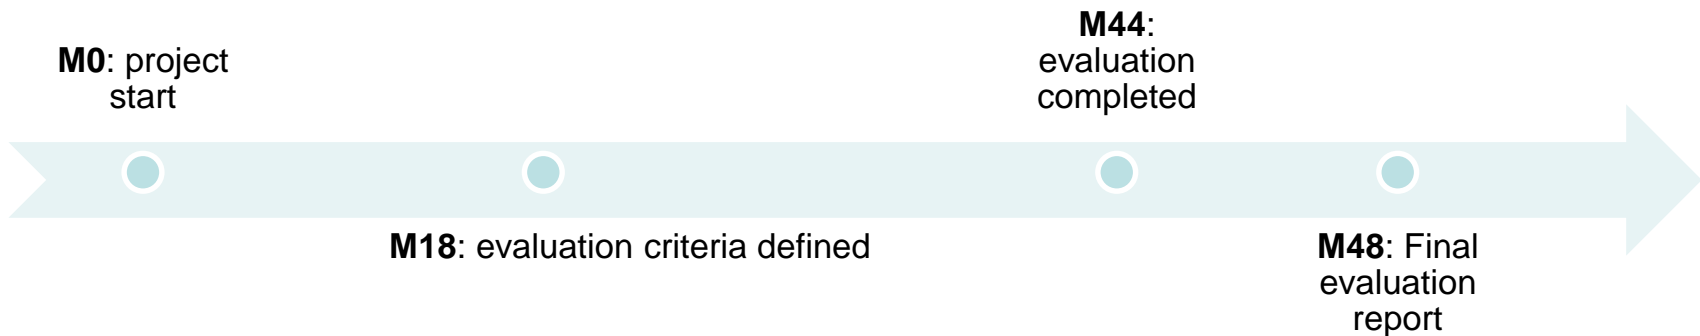 M0: project
start
M18: evaluation criteria defined
M44:
evaluation
completed
M48: Final
evaluation
report